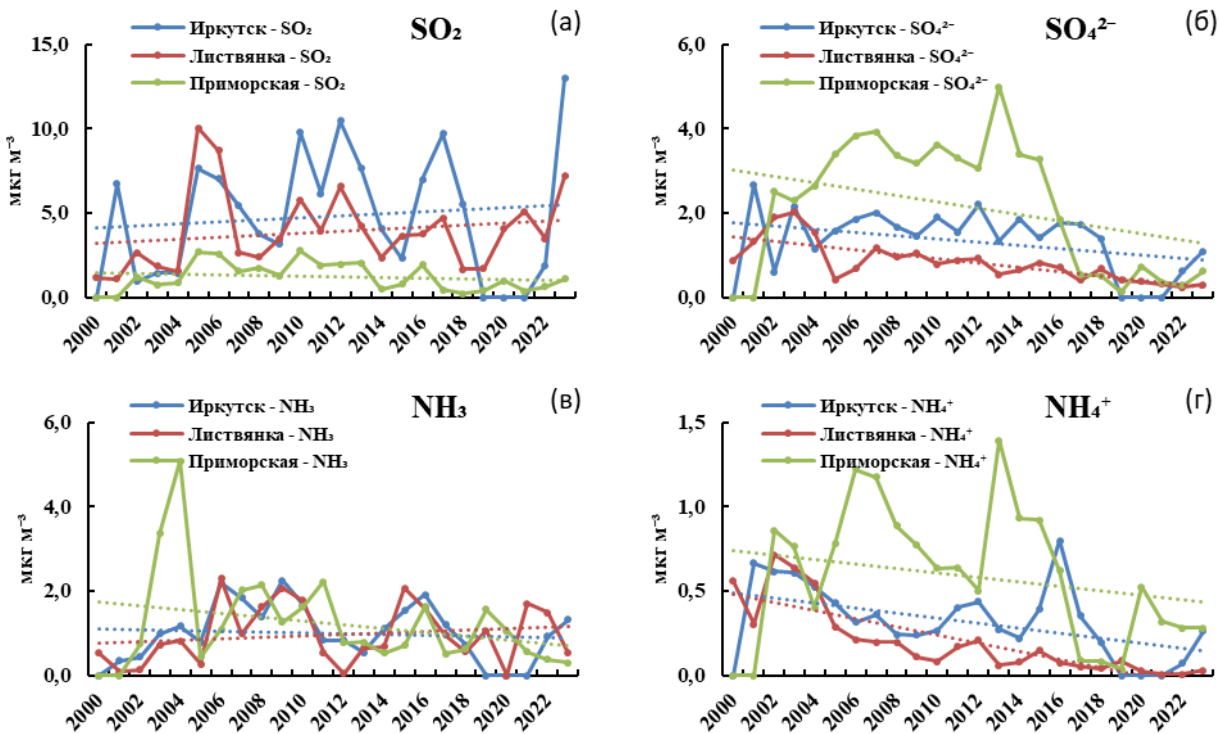 SO₂
(а)
Иркутск - SO₂
Листвянка - SO₂
Приморская - SO₂
мкг м⁻³
15,0
10,0
5,0
0,0
2000 2002 2004 2006 2008 2010 2012 2014 2016 2018 2020 2022
SO₄²⁻
(б)
Иркутск - SO₄²⁻
Листвянка - SO₄²⁻
Приморская - SO₄²⁻
мкг м⁻³
6,0
4,0
2,0
0,0
2000 2002 2004 2006 2008 2010 2012 2014 2016 2018 2020 2022
NH₃
(в)
Иркутск - NH₃
Листвянка - NH₃
Приморская - NH₃
мкг м⁻³
6,0
4,0
2,0
0,0
2000 2002 2004 2006 2008 2010 2012 2014 2016 2018 2020 2022
NH₄⁺
(г)
Иркутск - NH₄⁺
Листвянка - NH₄⁺
Приморская - NH₄⁺
мкг м⁻³
1,5
1,0
0,5
0,0
2000 2002 2004 2006 2008 2010 2012 2014 2016 2018 2020 2022